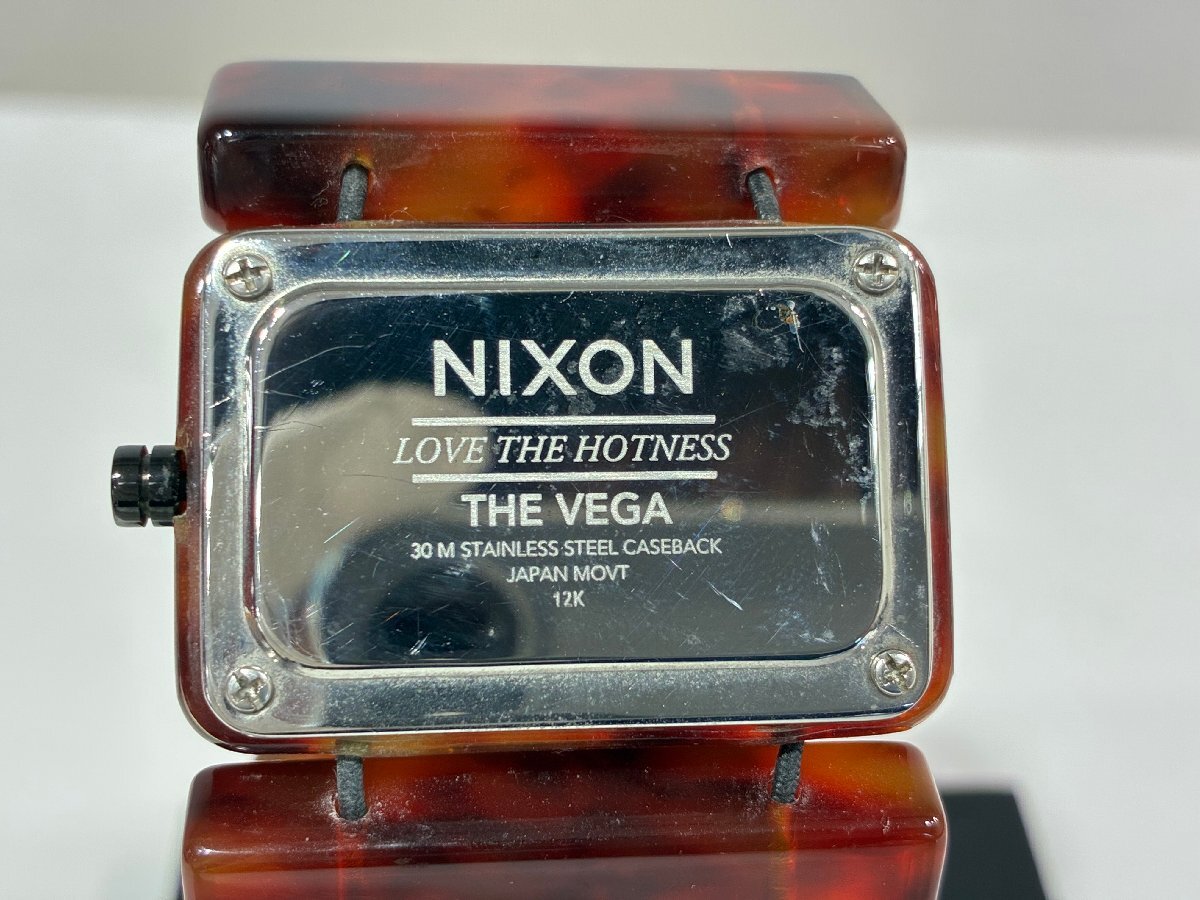 NIXON
LOVE THE HOTNESS
THE VEGA
30 M STAINLESS STEEL CASEBACK
JAPAN MOVT
12K